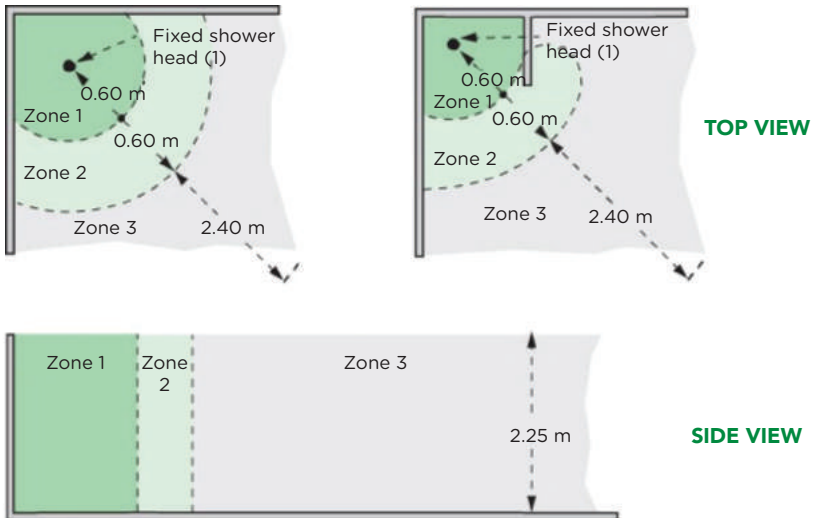 Fixed shower
head (1)
0.60 m
Zone 1
0.60 m
Zone 2
Zone 3
2.40 m
Fixed shower
head (1)
0.60 m
Zone 1
0.60 m
Zone 2
Zone 3
2.40 m
TOP VIEW
Zone 1
Zone
2
Zone 3
2.25 m
SIDE VIEW